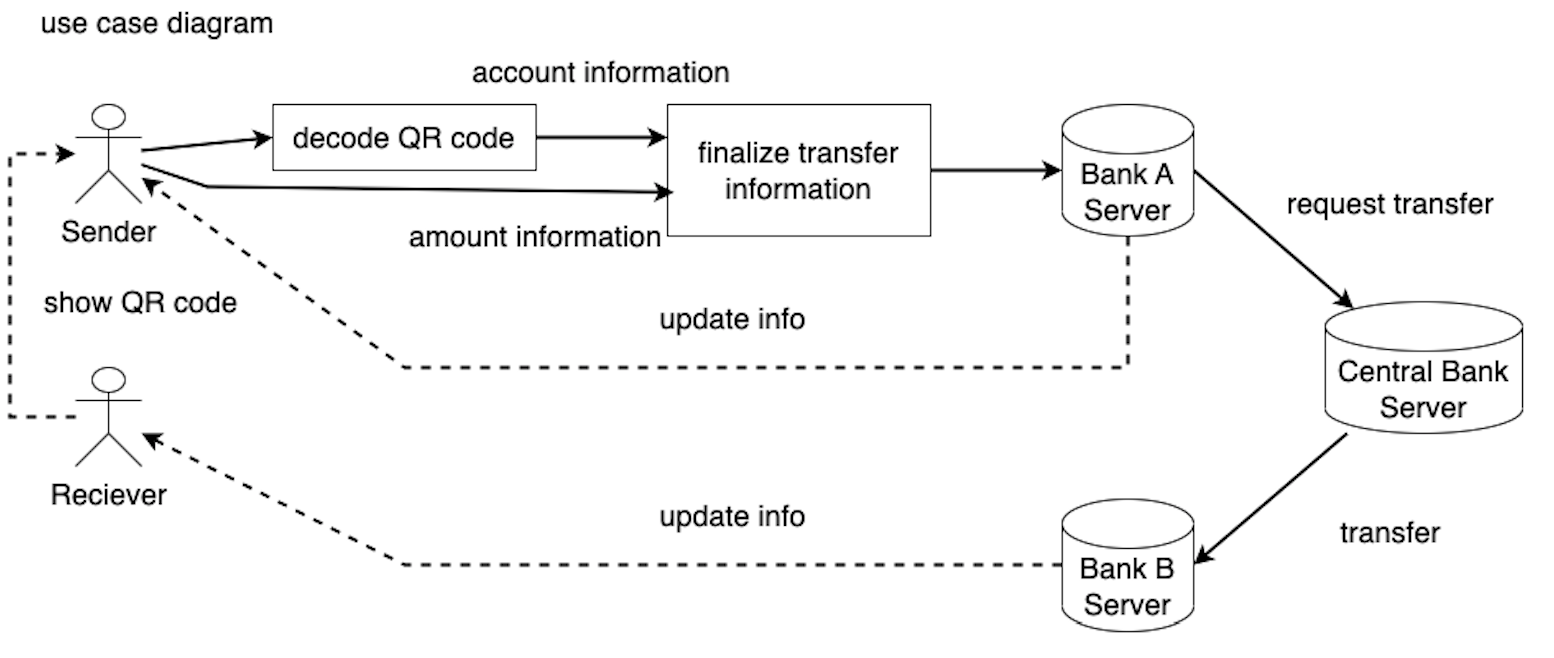 use case diagram
account information
decode QR code
finalize transfer
information
Bank A
Server
request transfer
Sender
amount information
show QR code
update info
Central Bank
Server
Reciever
update info
transfer
Bank B
Server